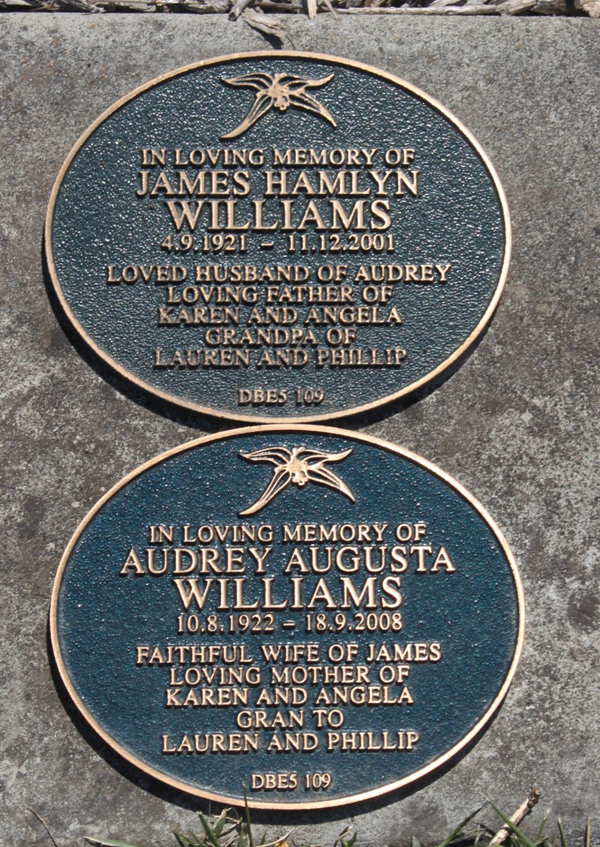 IN LOVING MEMORY OF
JAMES HAMLYN
WILLIAMS
4.9.1921 – 11.12.2001
LOVED HUSBAND OF AUDREY
LOVING FATHER OF
KAREN AND ANGELA
GRANDPA OF
LAUREN AND PHILLIP
DBE5 109
IN LOVING MEMORY OF
AUDREY AUGUSTA
WILLIAMS
10.8.1922 – 18.9.2008
FAITHFUL WIFE OF JAMES
LOVING MOTHER OF
KAREN AND ANGELA
GRAN TO
LAUREN AND PHILLIP
DBE5 109